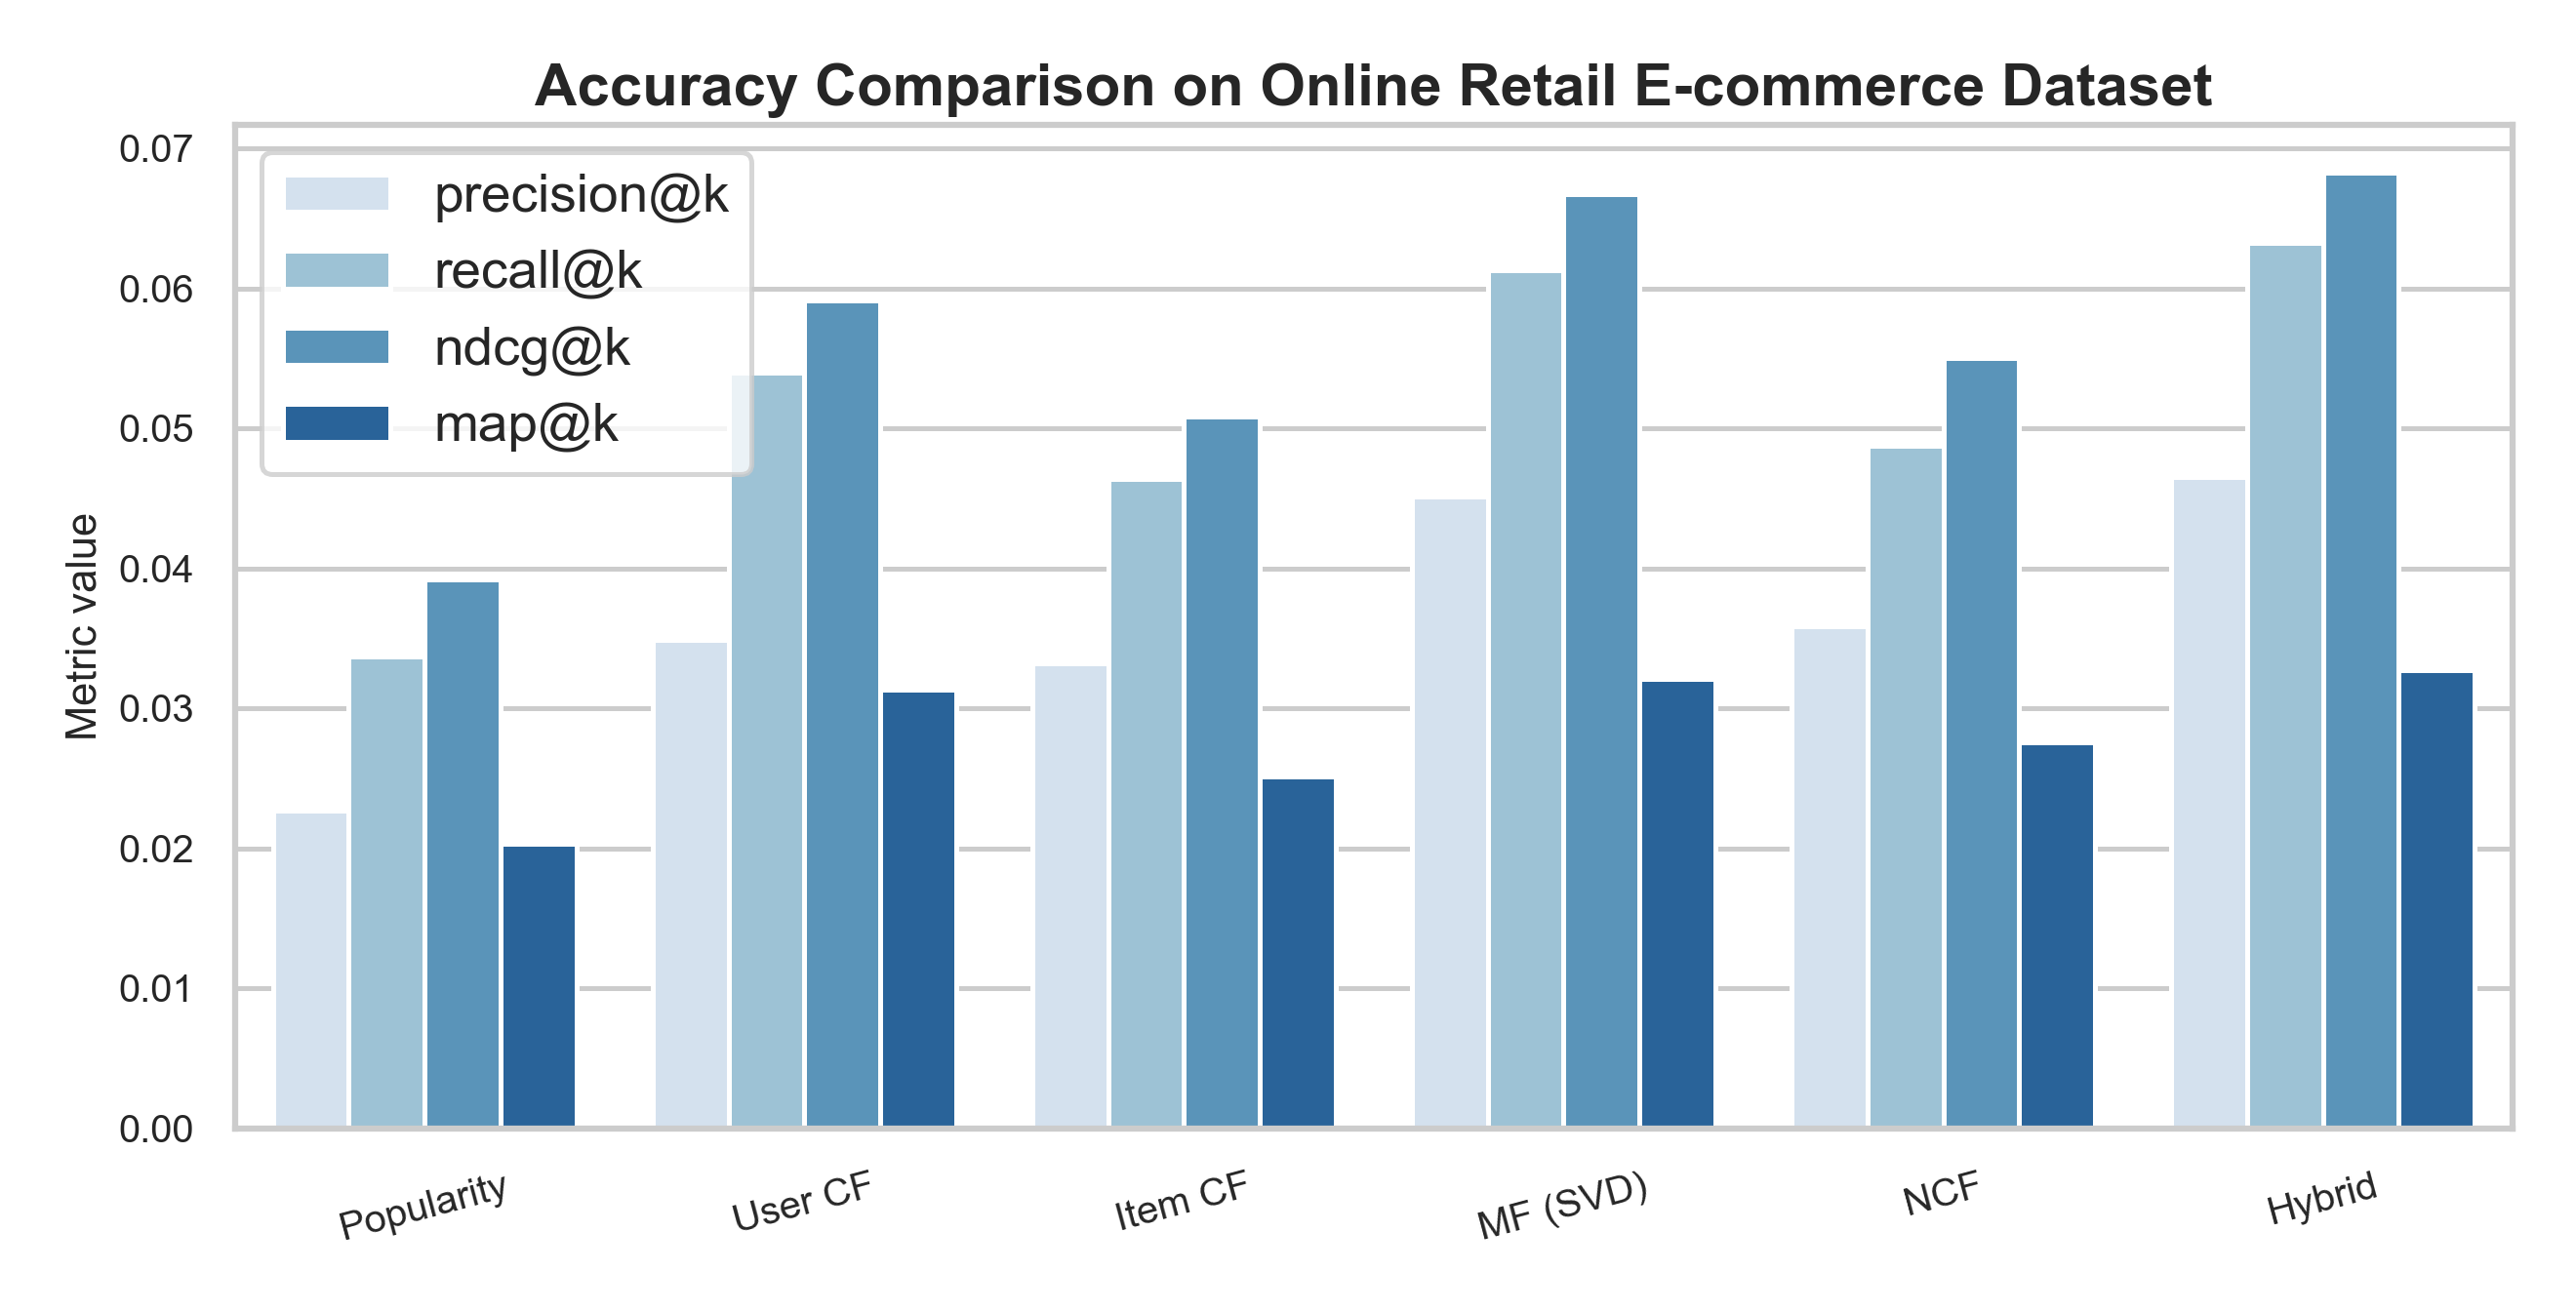 Accuracy Comparison on Online Retail E-commerce Dataset
precision@k
recall@k
ndcg@k
map@k
Metric value
0.07
0.06
0.05
0.04
0.03
0.02
0.01
0.00
Popularity
User CF
Item CF
MF (SVD)
NCF
Hybrid